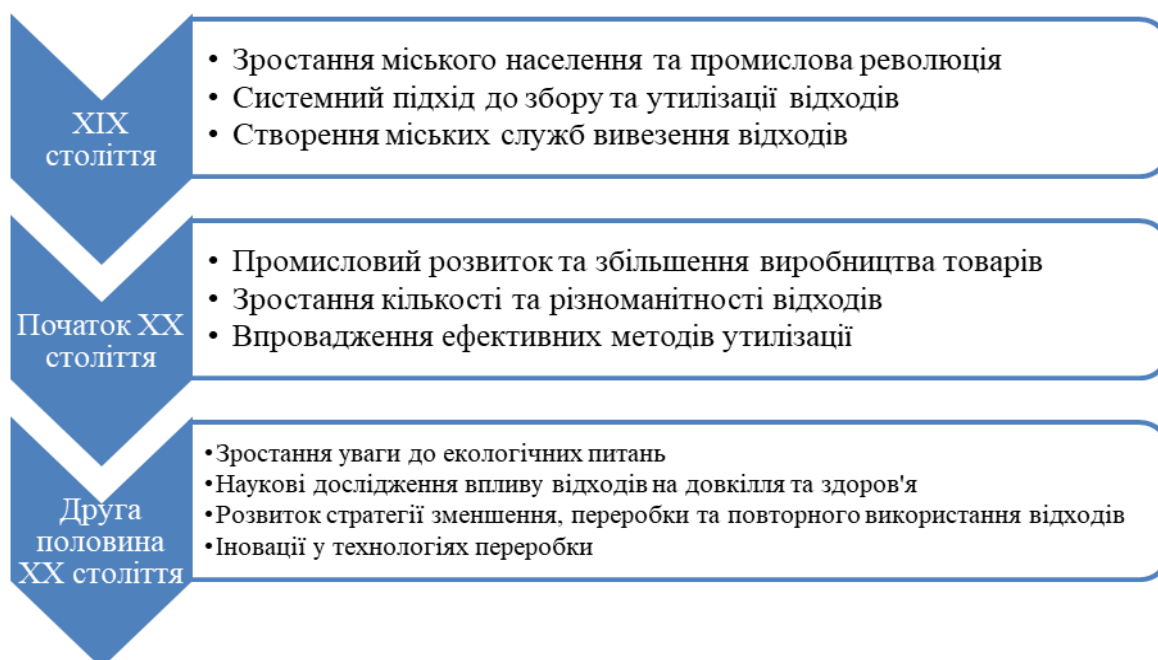 XIX
століття
• Зростання міського населення та промислова революція
• Системний підхід до збору та утилізації відходів
• Створення міських служб вивезення відходів
Початок XX
століття
• Промисловий розвиток та збільшення виробництва товарів
• Зростання кількості та різноманітності відходів
• Впровадження ефективних методів утилізації
Друга
половина
XX століття
•Зростання уваги до екологічних питань
•Наукові дослідження впливу відходів на довкілля та здоров'я
•Розвиток стратегії зменшення, переробки та повторного використання відходів
•Іновації у технологіях переробки